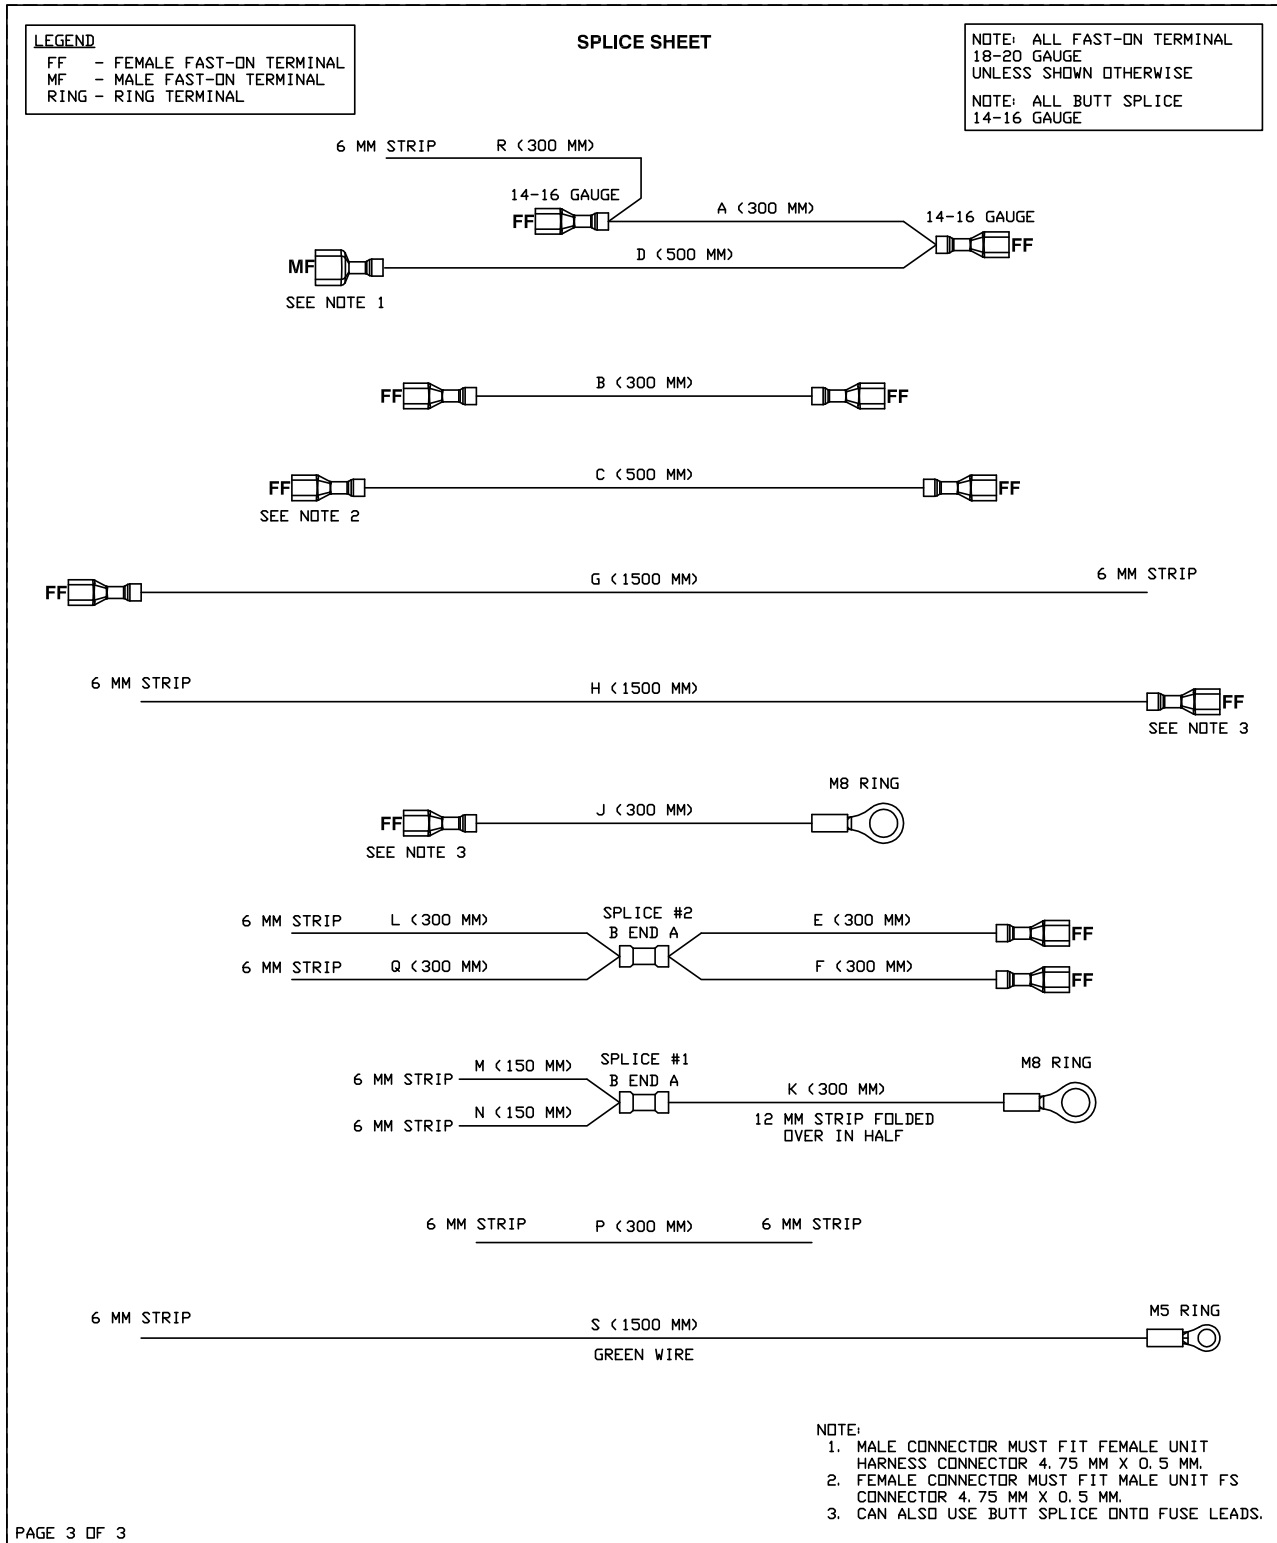 LEGEND
FF - FEMALE FAST-ON TERMINAL
MF - MALE FAST-ON TERMINAL
RING - RING TERMINAL
SPLICE SHEET
NOTE: ALL FAST-ON TERMINAL
18-20 GAUGE
UNLESS SHOWN OTHERWISE
NOTE: ALL BUTT SPLICE
14-16 GAUGE
6 MM STRIP R (300 MM)
14-16 GAUGE
FF
A (300 MM)
14-16 GAUGE
FF
MF
D (500 MM)
SEE NOTE 1
FF B (300 MM) FF
FF C (500 MM) FF
SEE NOTE 2
FF G (1500 MM) 6 MM STRIP
6 MM STRIP H (1500 MM) FF
SEE NOTE 3
M8 RING
FF J (300 MM)
SEE NOTE 3
6 MM STRIP L (300 MM) SPLICE #2 E (300 MM) FF
B END A
6 MM STRIP Q (300 MM) F (300 MM) FF
M (150 MM) SPLICE #1 M8 RING
6 MM STRIP B END A K (300 MM)
6 MM STRIP N (150 MM) 12 MM STRIP FOLDED
OVER IN HALF
6 MM STRIP P (300 MM) 6 MM STRIP
6 MM STRIP S (1500 MM) M5 RING
GREEN WIRE
NOTE:
1. MALE CONNECTOR MUST FIT FEMALE UNIT
HARNESS CONNECTOR 4.75 MM X 0.5 MM.
2. FEMALE CONNECTOR MUST FIT MALE UNIT FS
CONNECTOR 4.75 MM X 0.5 MM.
3. CAN ALSO USE BUTT SPLICE ONTO FUSE LEADS.
PAGE 3 OF 3